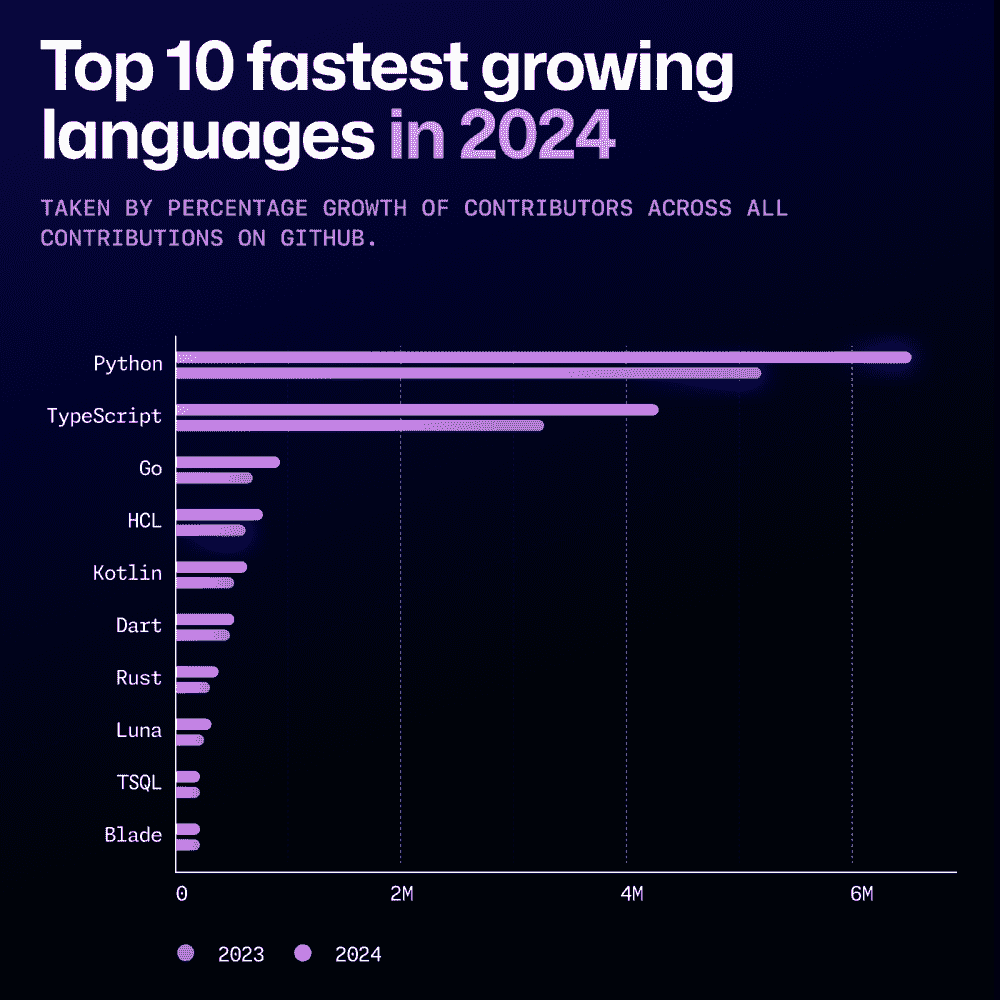 Top 10 fastest growing
languages in 2024
TAKEN BY PERCENTAGE GROWTH OF CONTRIBUTORS ACROSS ALL
CONTRIBUTIONS ON GITHUB.
Python
TypeScript
Go
HCL
Kotlin
Dart
Rust
Luna
TSQL
Blade
0 2M 4M 6M
2023 2024